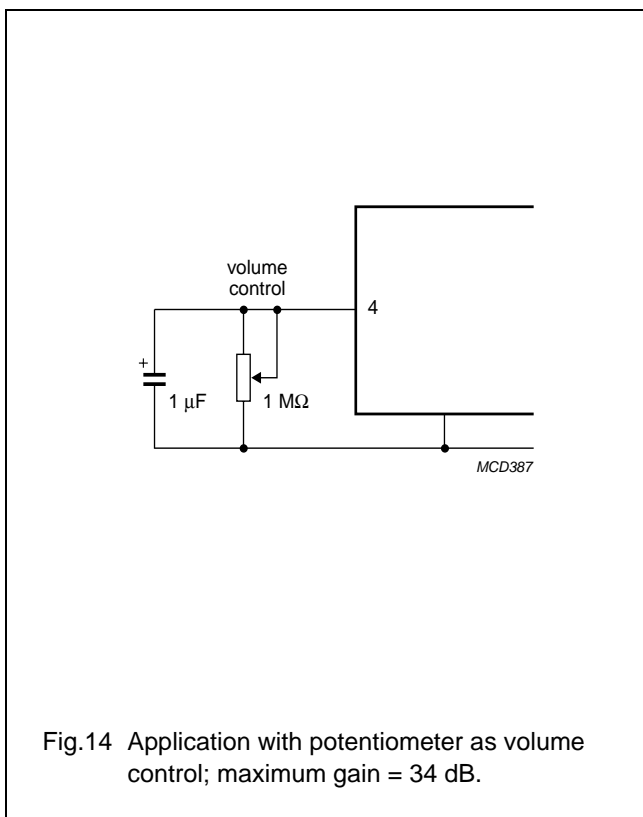 volume
control
4
+
1 μF
1 MΩ
MCD387
Fig.14 Application with potentiometer as volume
control; maximum gain = 34 dB.